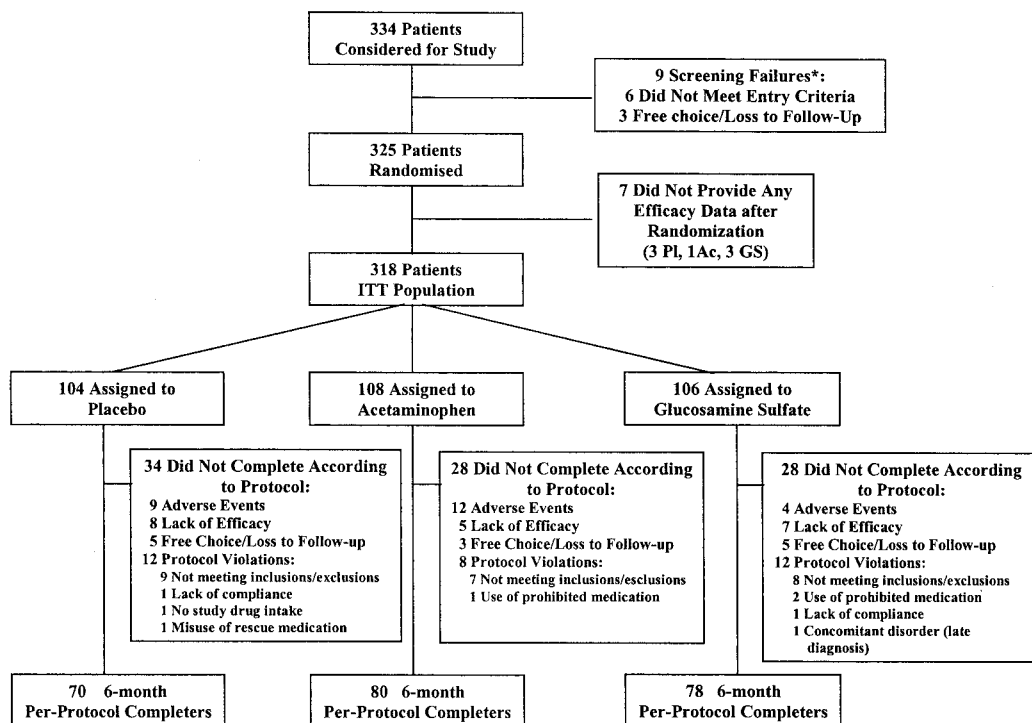 334 Patients
Considered for Study
9 Screening Failures*:
6 Did Not Meet Entry Criteria
3 Free choice/Loss to Follow-Up
325 Patients
Randomised
7 Did Not Provide Any
Efficacy Data after
Randomization
(3 Pl, 1Ac, 3 GS)
318 Patients
ITT Population
104 Assigned to
Placebo
108 Assigned to
Acetaminophen
106 Assigned to
Glucosamine Sulfate
34 Did Not Complete According
to Protocol:
9 Adverse Events
8 Lack of Efficacy
5 Free Choice/Loss to Follow-up
12 Protocol Violations:
9 Not meeting inclusions/exclusions
1 Lack of compliance
1 No study drug intake
1 Misuse of rescue medication
28 Did Not Complete According
to Protocol:
12 Adverse Events
5 Lack of Efficacy
3 Free Choice/Loss to Follow-up
8 Protocol Violations:
7 Not meeting inclusions/esclusions
1 Use of prohibited medication
28 Did Not Complete According
to Protocol:
4 Adverse Events
7 Lack of Efficacy
5 Free Choice/Loss to Follow-up
12 Protocol Violations:
8 Not meeting inclusions/exclusions
2 Use of prohibited medication
1 Lack of compliance
1 Concomitant disorder (late
diagnosis)
70 6-month
Per-Protocol Completers
80 6-month
Per-Protocol Completers
78 6-month
Per-Protocol Completers